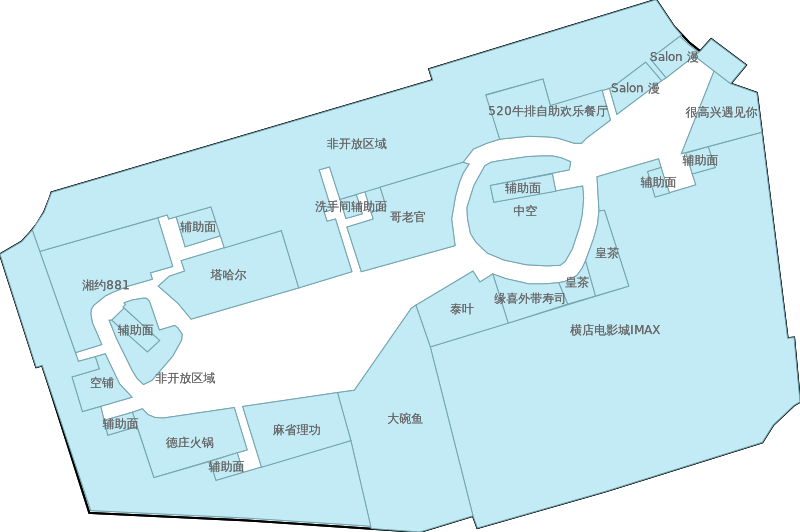 Salon 漫
Salon 漫
520牛排自助欢乐餐厅
很高兴遇见你
非开放区域
辅助面
辅助面
辅助面
洗手间辅助面
中空
哥老官
辅助面
皇茶
塔哈尔
湘约881
皇茶
缘喜外带寿司
泰叶
辅助面
横店电影城IMAX
非开放区域
空铺
大碗鱼
辅助面
麻省理功
德庄火锅
辅助面